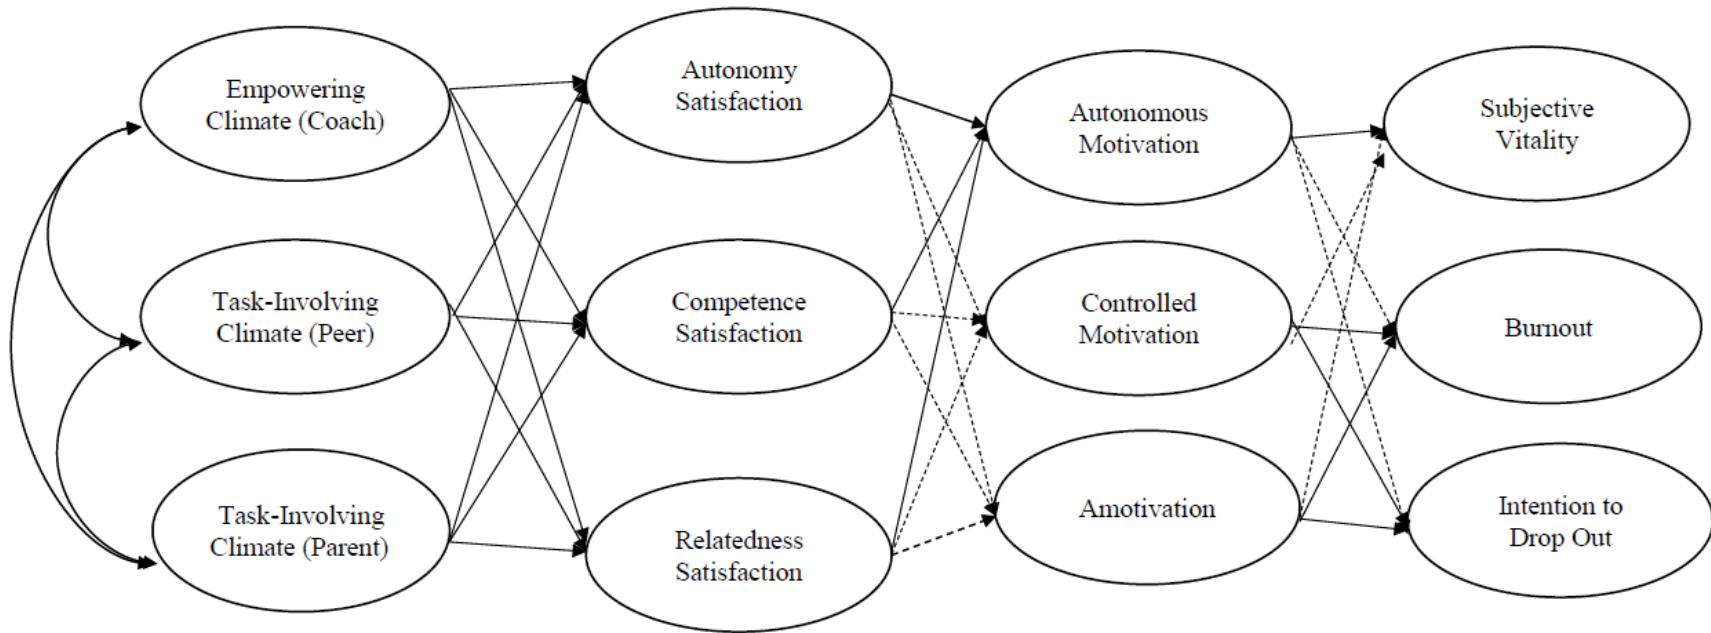 Empowering
Climate (Coach)
Task-Involving
Climate (Peer)
Task-Involving
Climate (Parent)
Autonomy
Satisfaction
Competence
Satisfaction
Relatedness
Satisfaction
Autonomous
Motivation
Controlled
Motivation
Amotivation
Subjective
Vitality
Burnout
Intention to
Drop Out